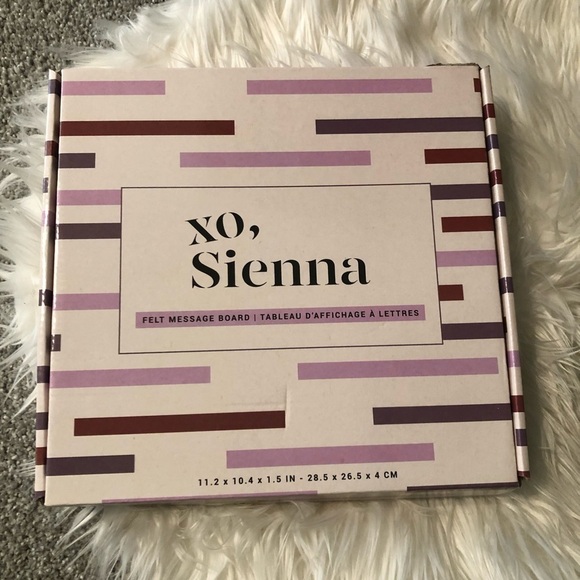 xo,
Sienna
FELT MESSAGE BOARD | TABLEAU D'AFFICHAGE À LETTRES
11.2 x 10.4 x 1.5 IN - 28.5 x 26.5 x 4 CM